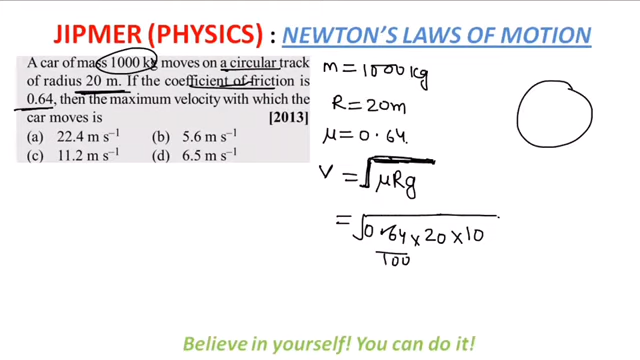 JIPMER (PHYSICS) : NEWTON'S LAWS OF MOTION
A car of mass 1000 kg moves on a circular track
of radius 20 m. If the coefficient of friction is
0.64, then the maximum velocity with which the
car moves is [2013]
(a) 22.4 m s⁻¹ (b) 5.6 m s⁻¹
(c) 11.2 m s⁻¹ (d) 6.5 m s⁻¹
m = 1000 kg
R = 20m
μ = 0.64
V = √μRg
= √0.64 × 20 × 10
100
Believe in yourself! You can do it!